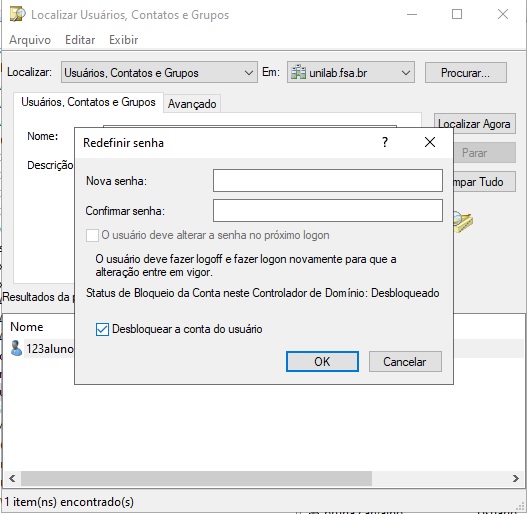 Localizar Usuários, Contatos e Grupos
Arquivo Editar Exibir
Localizar: Usuários, Contatos e Grupos Em: unilab.fsa.br Procurar...
Usuários, Contatos e Grupos Avançado
Localizar Agora
Nome:
Parar
Descrição
mpar Tudo
Redefinir senha ?
Nova senha:
Confirmar senha:
O usuário deve alterar a senha no próximo logon
O usuário deve fazer logoff e fazer logon novamente para que a
alteração entre em vigor.
Status de Bloqueio da Conta neste Controlador de Domínio: Desbloqueado
Desbloquear a conta do usuário
OK Cancelar
Resultados da p
Nome
123aluno
1 item(ns) encontrado(s)